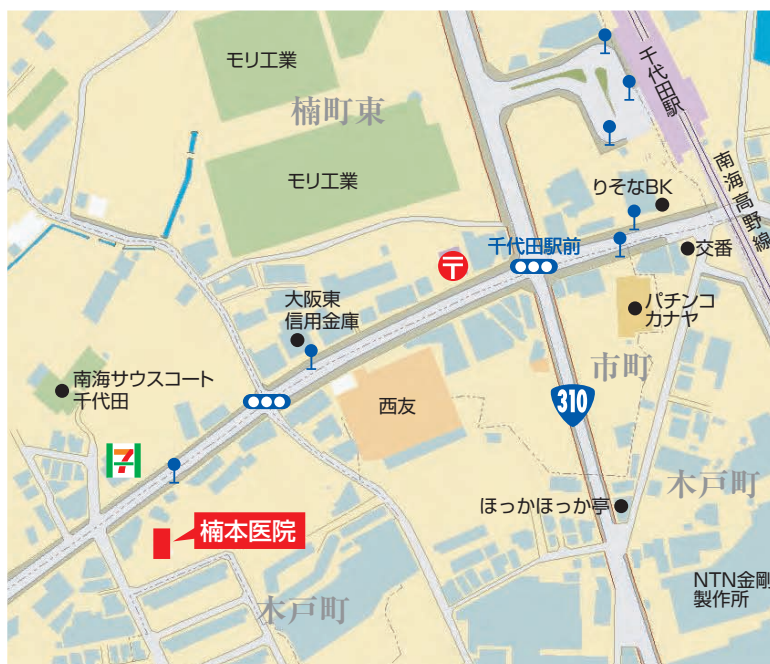 モリ工業
楠町東
モリ工業
千代田駅
南海高野線
りそなBK
千代田駅前
交番
〒
大阪東
信用金庫
パチンコ
カナヤ
市町
南海サウスコート
千代田
西友
310
7
木戸町
ほっかほっか亭
楠本医院
NTN金剛
製作所
木戸町